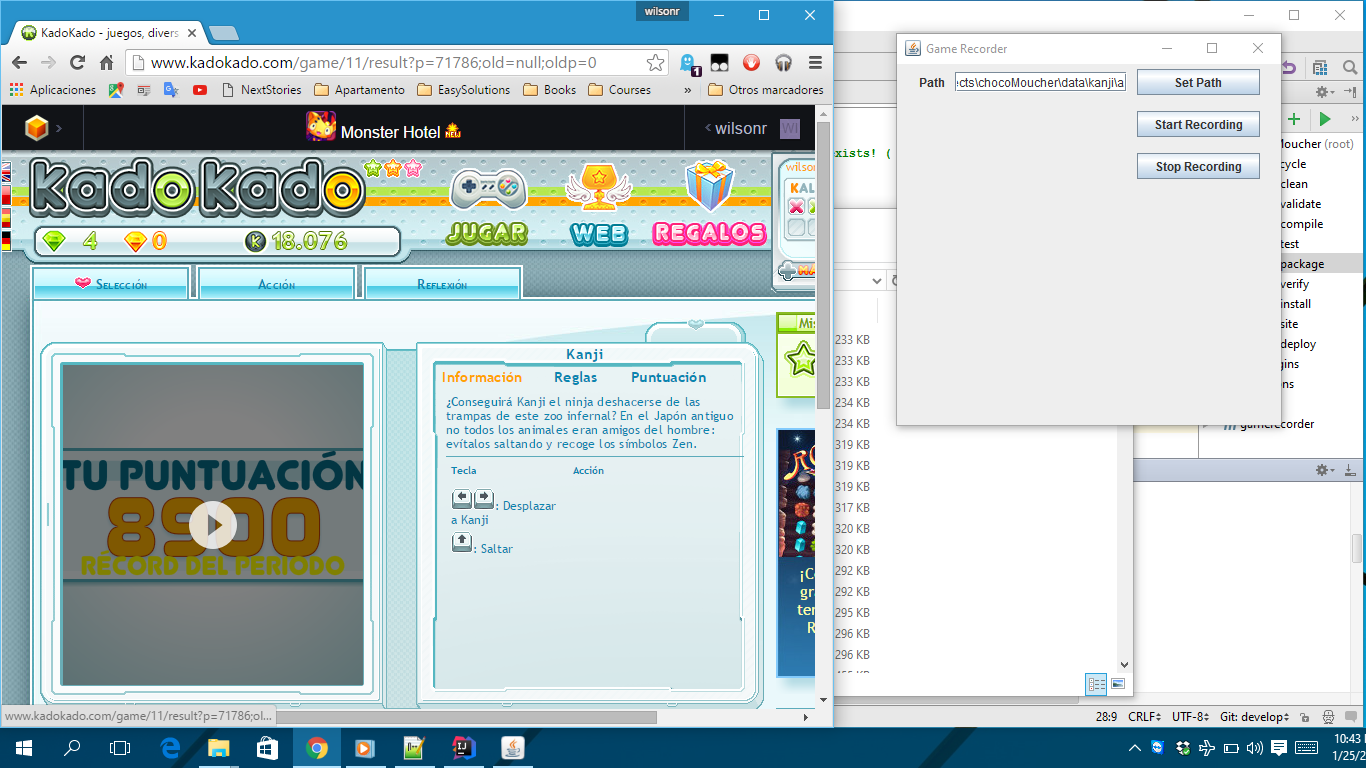 wilsonr
KadoKado - juegos, divers
www.kadokado.com/game/11/result?p=71786;old=null;oldp=0
1
Aplicaciones
NextStories
Apartamento
EasySolutions
Books
Courses
»
Otros marcadores
Monster Hotel NEW
wilsonr
WI
KadoKado
4
0
K
18.076
JUGAR
WEB
REGALOS
wilson
KAL
Selección
Acción
Reflexión
Mis
Kanji
Información
Reglas
Puntuación
¿Conseguirá Kanji el ninja deshacerse de las
trampas de este zoo infernal? En el Japón antiguo
no todos los animales eran amigos del hombre:
evítalos saltando y recoge los símbolos Zen.
Tecla
Acción
: Desplazar
a Kanji
: Saltar
TU PUNTUACIÓN
8900
RÉCORD DEL PERIODO
www.kadokado.com/game/11/result?p=71786;ol...
Game Recorder
Path
cts\chocoMoucher\data\kanji\a
Set Path
Start Recording
Stop Recording
xists! (
Moucher (root)
cycle
clean
validate
compile
test
package
verify
install
site
deploy
gins
ns
gamerecorder
233 KB
233 KB
233 KB
234 KB
234 KB
319 KB
319 KB
319 KB
317 KB
320 KB
320 KB
292 KB
292 KB
295 KB
296 KB
296 KB
28:9
CRLF
UTF-8
Git: develop
10:43
1/25/2